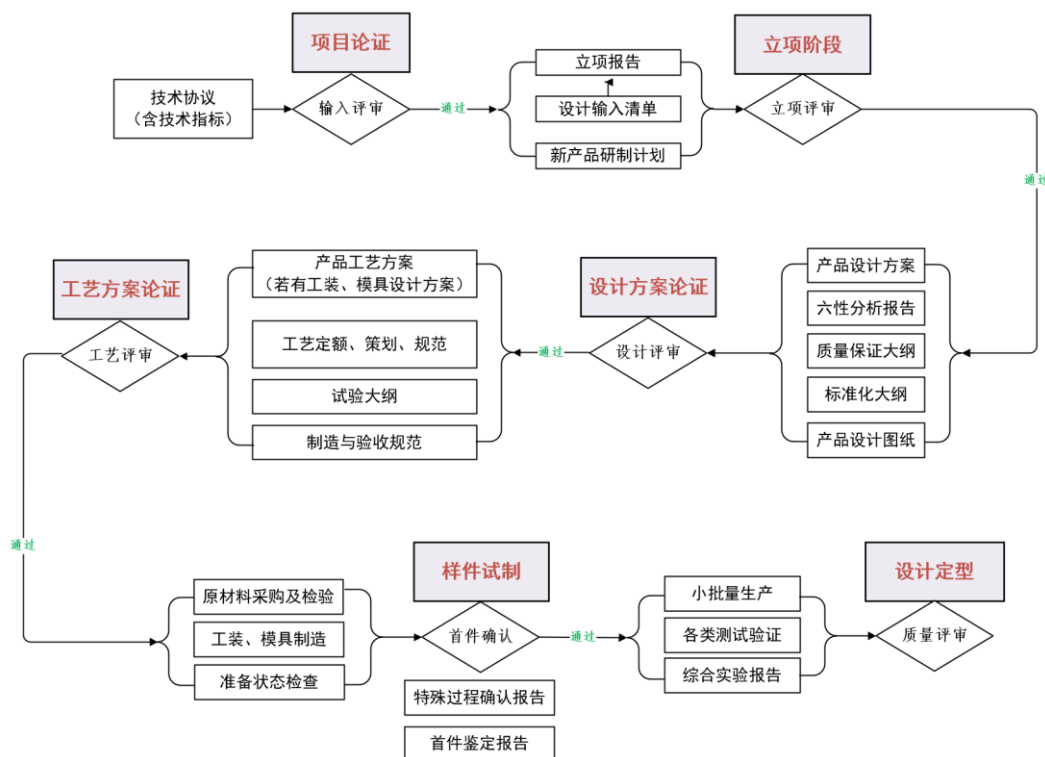 项目论证
立项阶段
技术协议
（含技术指标）
输入评审
通过
立项报告
设计输入清单
新产品研制计划
立项评审
通过
工艺方案论证
产品工艺方案
（若有工装、模具设计方案）
设计方案论证
产品设计方案
六性分析报告
工艺评审
工艺定额、策划、规范
通过
设计评审
质量保证大纲
试验大纲
标准化大纲
制造与验收规范
产品设计图纸
通过
样件试制
设计定型
原材料采购及检验
工装、模具制造
准备状态检查
首件确认
通过
小批量生产
各类测试验证
综合实验报告
质量评审
特殊过程确认报告
首件鉴定报告